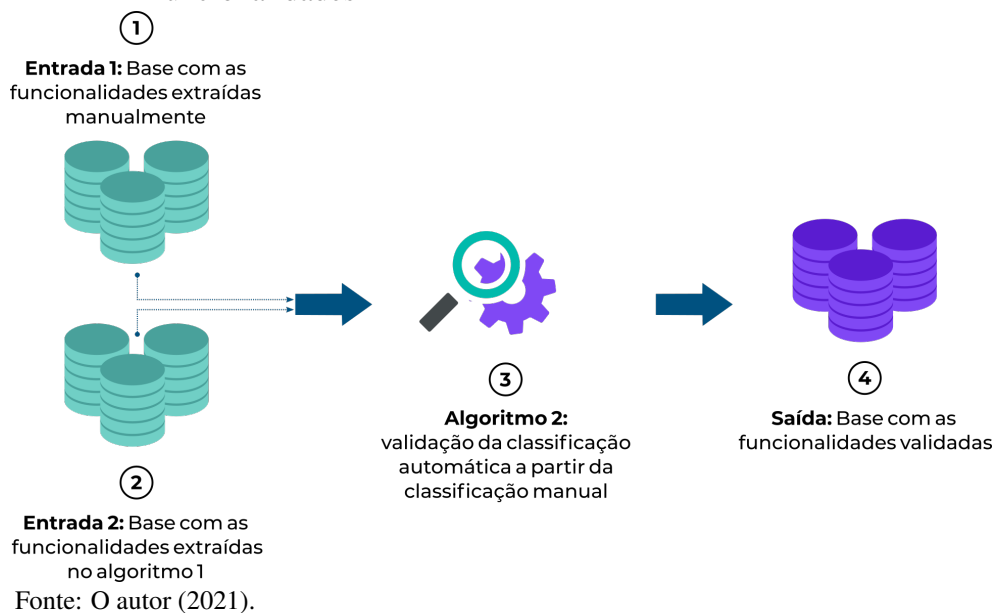 1
Entrada 1: Base com as
funcionalidades extraídas
manualmente
2
Entrada 2: Base com as
funcionalidades extraídas
no algoritmo 1
3
Algoritmo 2:
validação da classificação
automática a partir da
classificação manual
4
Saída: Base com as
funcionalidades validadas
Fonte: O autor (2021).